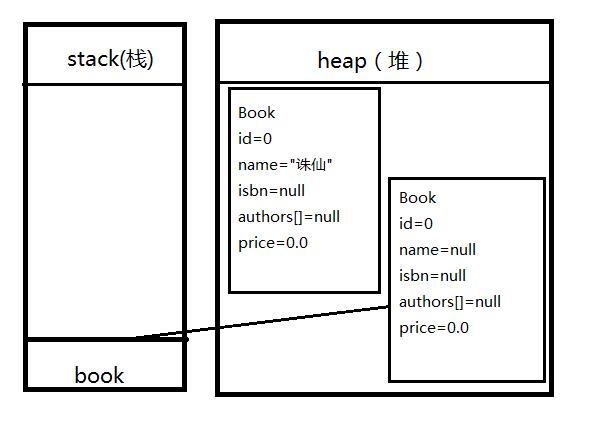 stack(栈)
heap（堆）
Book
id=0
name="诛仙"
isbn=null
authors[]=null
price=0.0
Book
id=0
name=null
isbn=null
authors[]=null
price=0.0
book